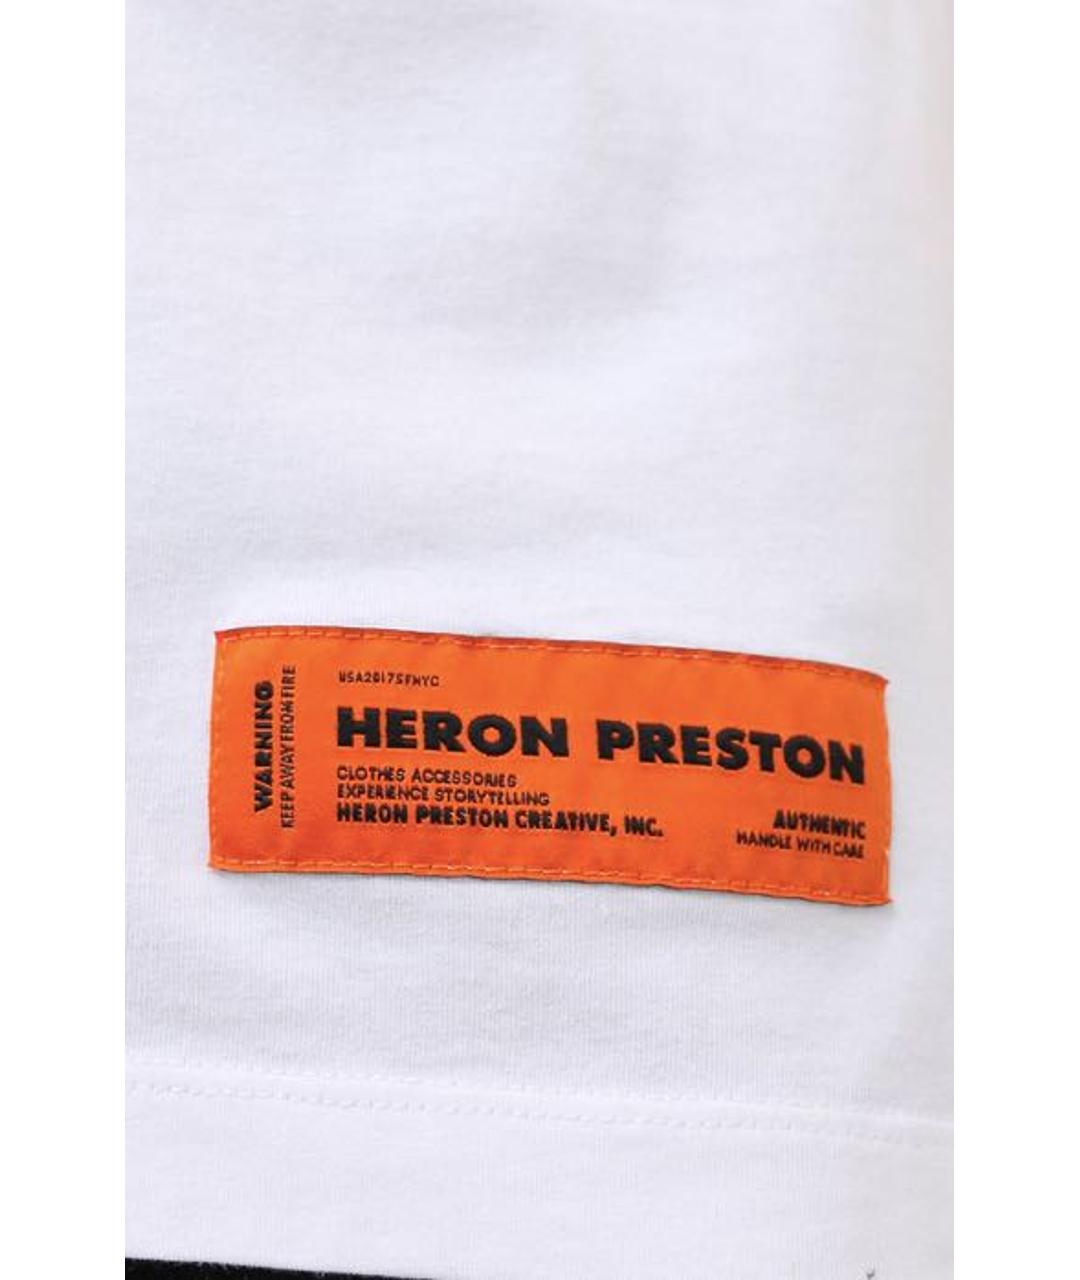 WARNING
KEEP AWAY FROM FIRE
USA2017SFNYC
HERON PRESTON
CLOTHES ACCESSORIES
EXPERIENCE STORYTELLING
HERON PRESTON CREATIVE, INC.
AUTHENTIC
HANDLE WITH CARE